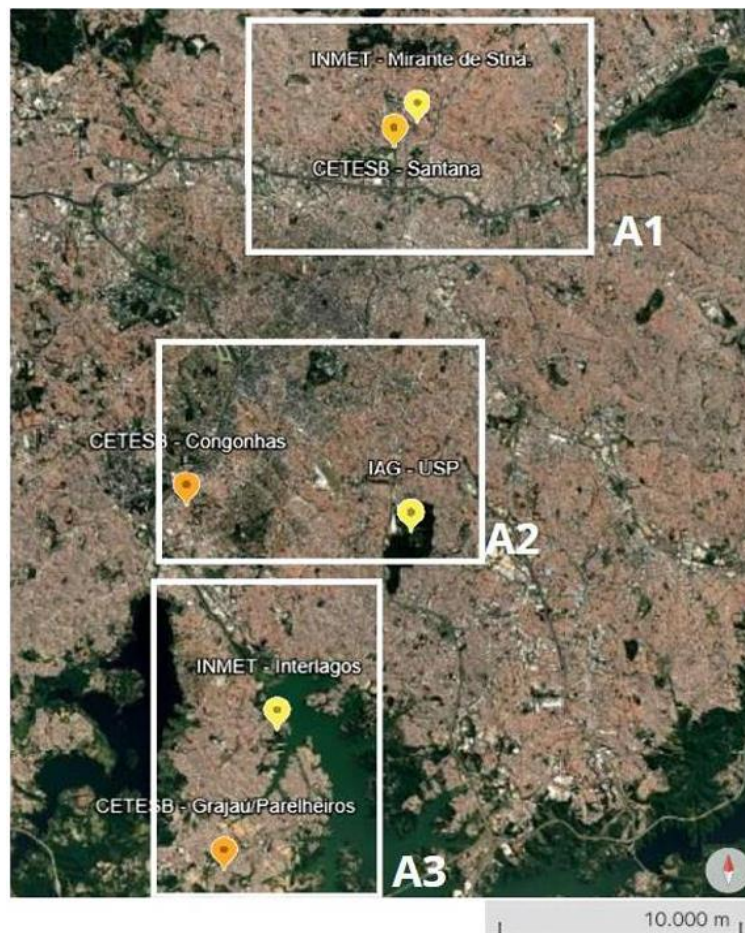 INMET - Mirante de Stna.
CETESB - Santana
A1
CETESB - Congonhas
IAG - USP
A2
INMET - Interlagos
CETESB - Grajaú/Parelheiros
A3
10.000 m